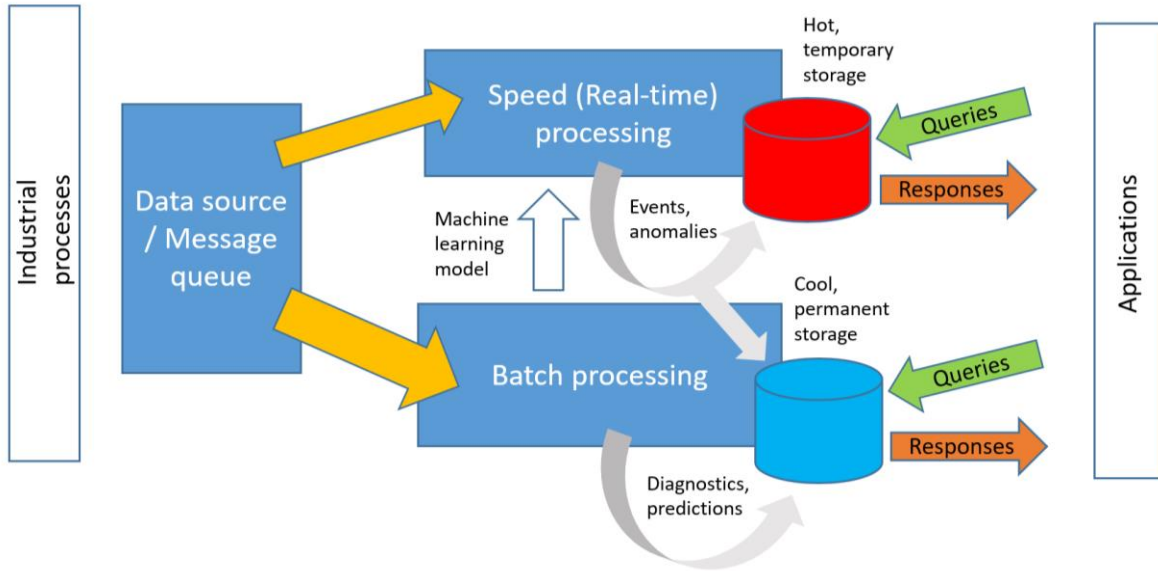 Industrial
processes
Data source
/ Message
queue
Speed (Real-time)
processing
Hot,
temporary
storage
Queries
Responses
Machine
learning
model
Events,
anomalies
Cool,
permanent
storage
Batch processing
Queries
Responses
Diagnostics,
predictions
Applications